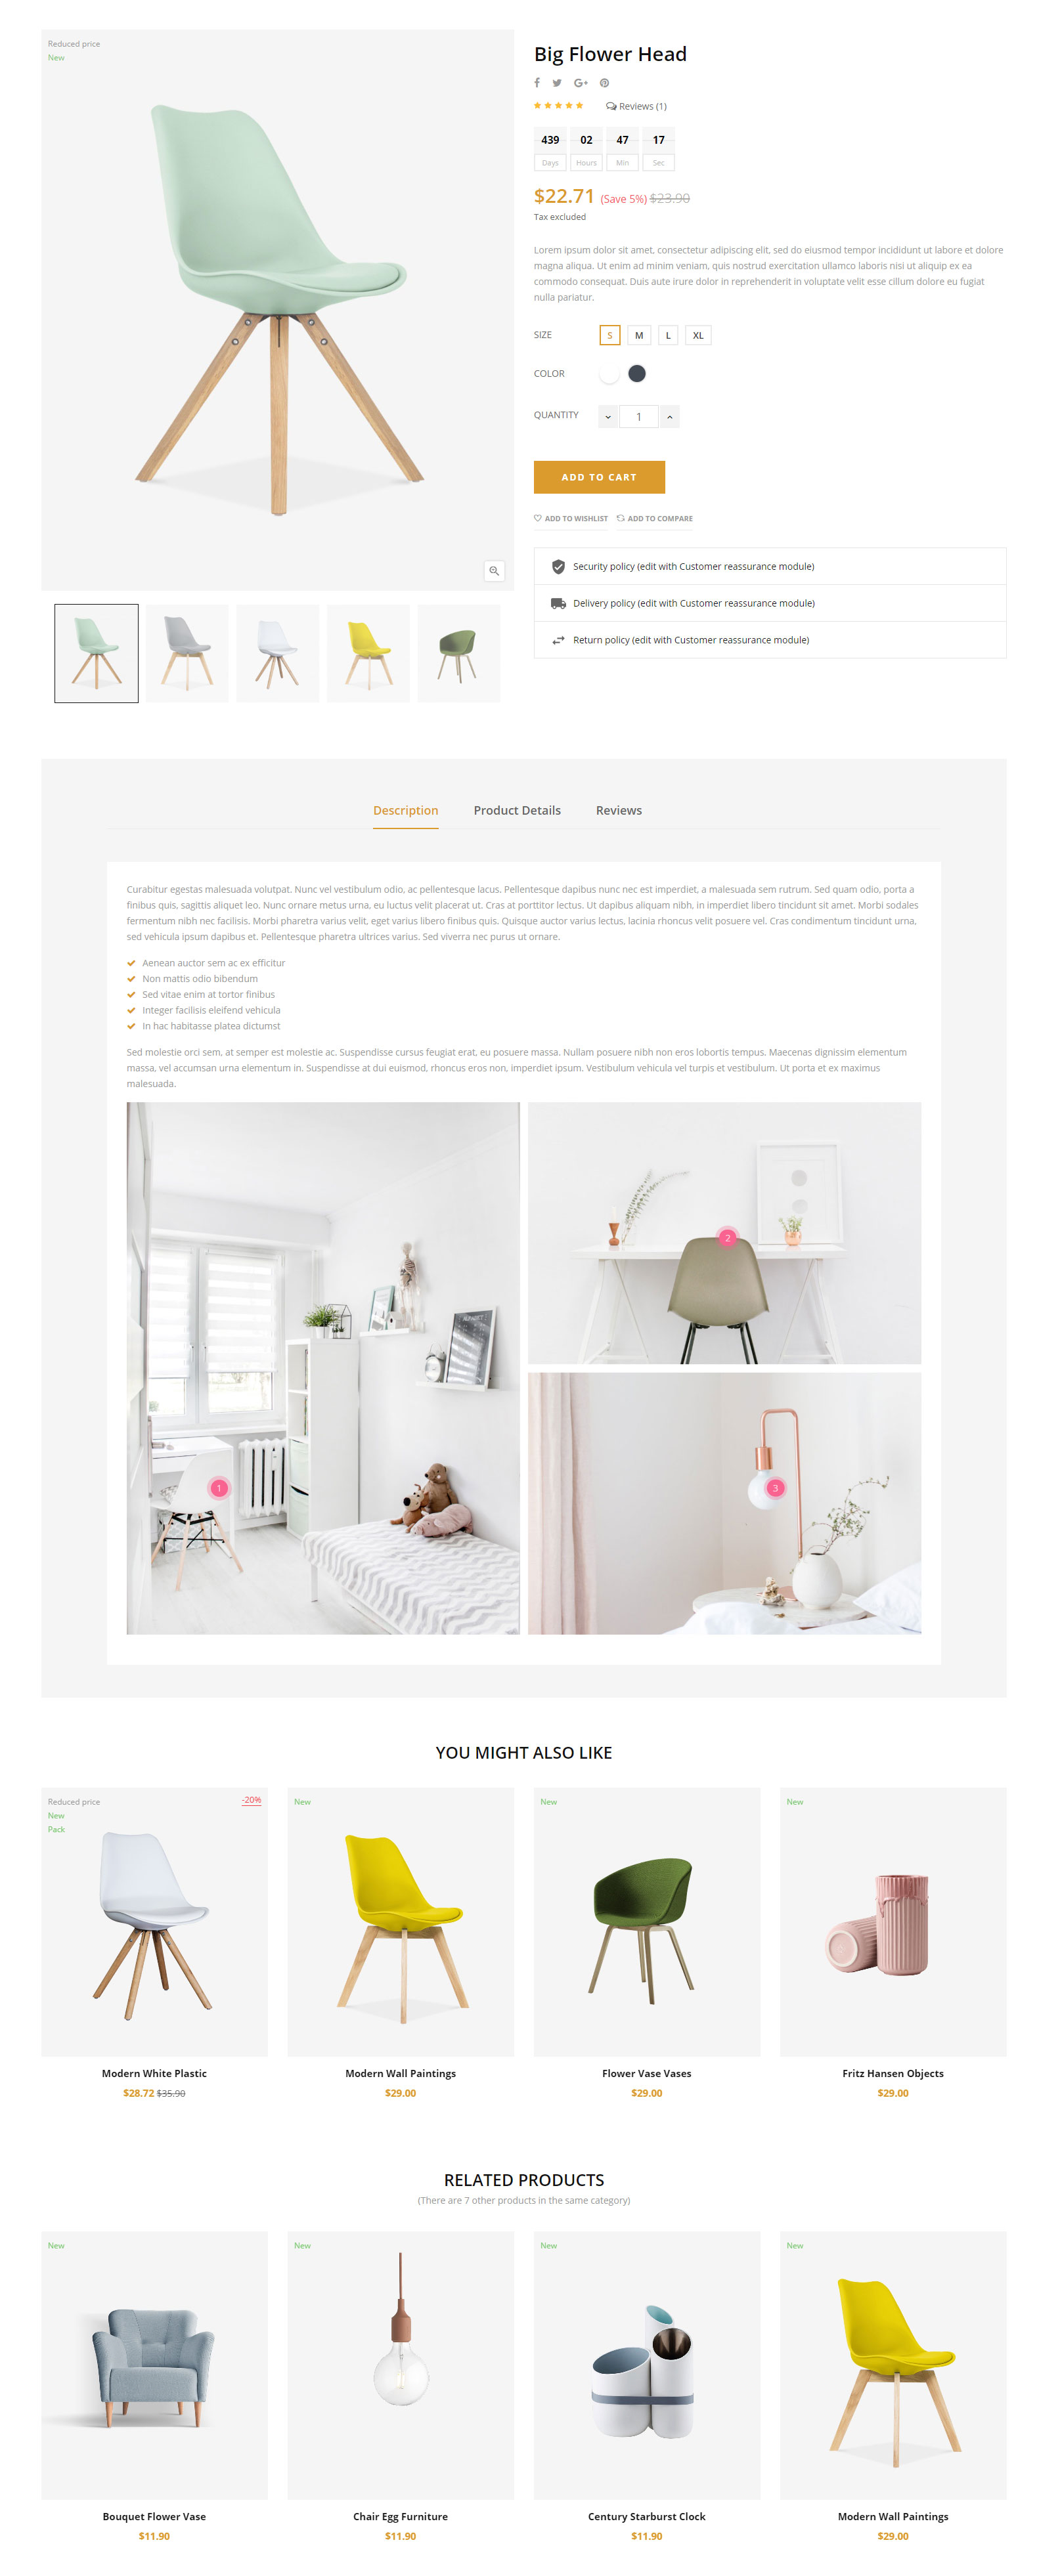 Reduced price
New
Big Flower Head
Reviews (1)
439 02 47 17
Days Hours Min Sec
$22.71 (Save 5%) $23.90
Tax excluded
Lorem ipsum dolor sit amet, consectetur adipiscing elit, sed do eiusmod tempor incididunt ut labore et dolore
magna aliqua. Ut enim ad minim veniam, quis nostrud exercitation ullamco laboris nisi ut aliquip ex ea
commodo consequat. Duis aute irure dolor in reprehenderit in voluptate velit esse cillum dolore eu fugiat
nulla pariatur.
SIZE S M L XL
COLOR
QUANTITY 1
ADD TO CART
ADD TO WISHLIST ADD TO COMPARE
Security policy (edit with Customer reassurance module)
Delivery policy (edit with Customer reassurance module)
Return policy (edit with Customer reassurance module)
Description Product Details Reviews
Curabitur egestas malesuada volutpat. Nunc vel vestibulum odio, ac pellentesque lacus. Pellentesque dapibus nunc nec est imperdiet, a malesuada sem rutrum. Sed quam odio, porta a
finibus quis, sagittis aliquet leo. Nunc ornare metus urna, eu luctus velit placerat ut. Cras at porttitor lectus. Ut dapibus aliquam nibh, in imperdiet libero tincidunt sit amet. Morbi sodales
fermentum nibh nec facilisis. Morbi pharetra varius velit, eget varius libero finibus quis. Quisque auctor varius lectus, lacinia rhoncus velit posuere vel. Cras condimentum tincidunt urna,
sed vehicula ipsum dapibus et. Pellentesque pharetra ultrices varius. Sed viverra nec purus ut ornare.
Aenean auctor sem ac ex efficitur
Non mattis odio bibendum
Sed vitae enim at tortor finibus
Integer facilisis eleifend vehicula
In hac habitasse platea dictumst
Sed molestie orci sem, at semper est molestie ac. Suspendisse cursus feugiat erat, eu posuere massa. Nullam posuere nibh non eros lobortis tempus. Maecenas dignissim elementum
massa, vel accumsan urna elementum in. Suspendisse at dui euismod, rhoncus eros non, imperdiet ipsum. Vestibulum vehicula vel turpis et vestibulum. Ut porta et ex maximus
malesuada.
2
1
3
YOU MIGHT ALSO LIKE
Reduced price -20%
New
Pack
New
New
New
Modern White Plastic
$28.72 $35.90
Modern Wall Paintings
$29.00
Flower Vase Vases
$29.00
Fritz Hansen Objects
$29.00
RELATED PRODUCTS
(There are 7 other products in the same category)
New
New
New
New
Bouquet Flower Vase
$11.90
Chair Egg Furniture
$11.90
Century Starburst Clock
$11.90
Modern Wall Paintings
$29.00